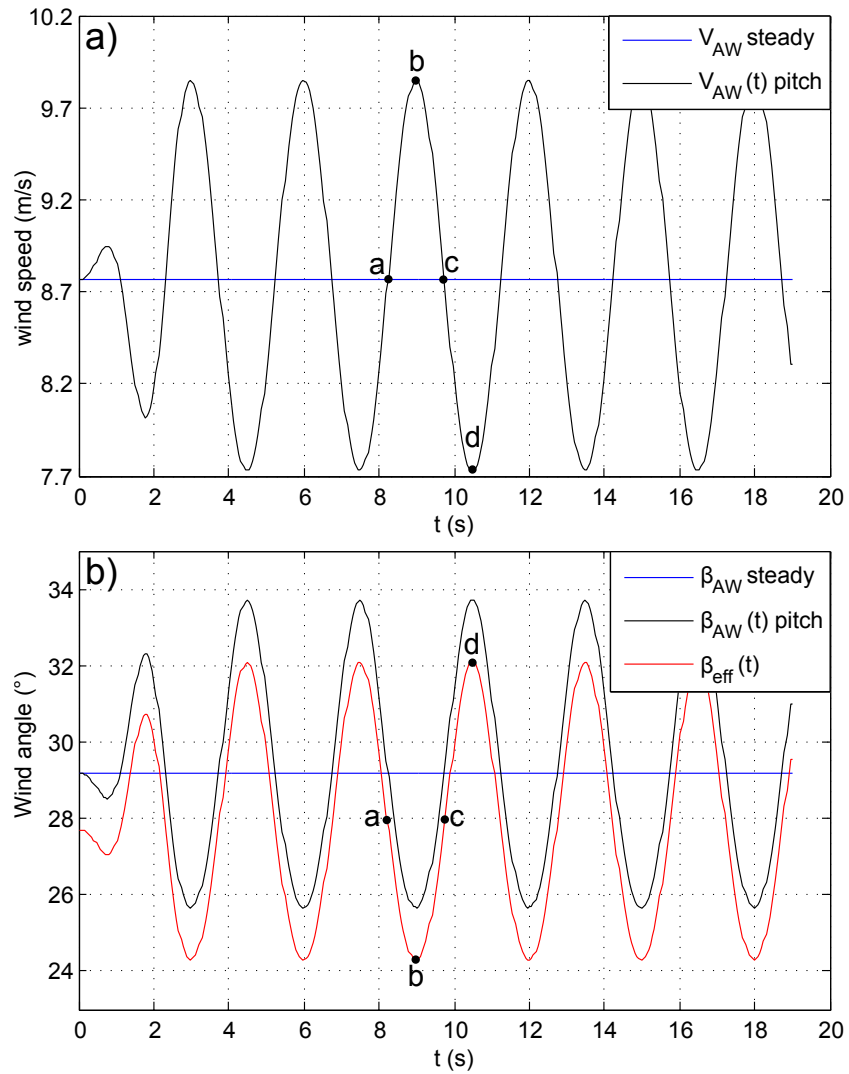 a)
V_AW steady
V_AW (t) pitch
10.2
9.7
9.2
8.7
8.2
7.7
wind speed (m/s)
b
a
c
d
0 2 4 6 8 10 12 14 16 18 20
t (s)
b)
β_AW steady
β_AW (t) pitch
β_eff (t)
34
32
30
28
26
24
Wind angle (°)
d
a
c
b
0 2 4 6 8 10 12 14 16 18 20
t (s)